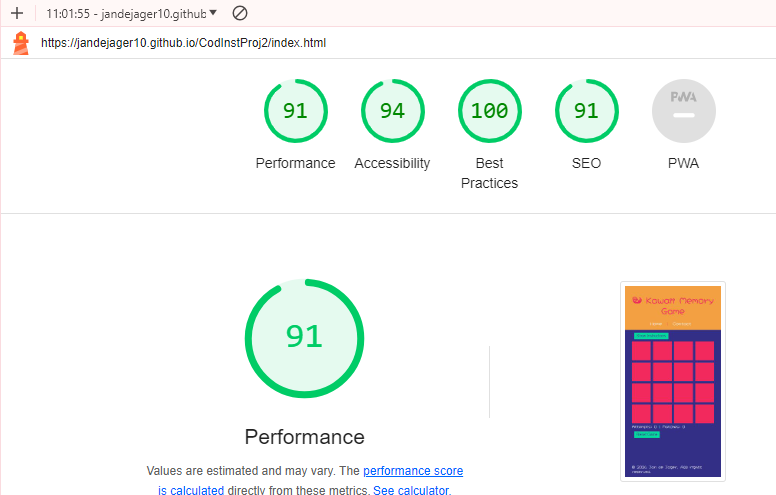 11:01:55 - jandejager10.github
https://jandejager10.github.io/CodInstProj2/index.html
91
94
100
91
PWA
Performance
Accessibility
Best
Practices
SEO
PWA
91
Kawaii Memory
Game
Performance
Values are estimated and may vary. The performance score
is calculated directly from these metrics. See calculator.